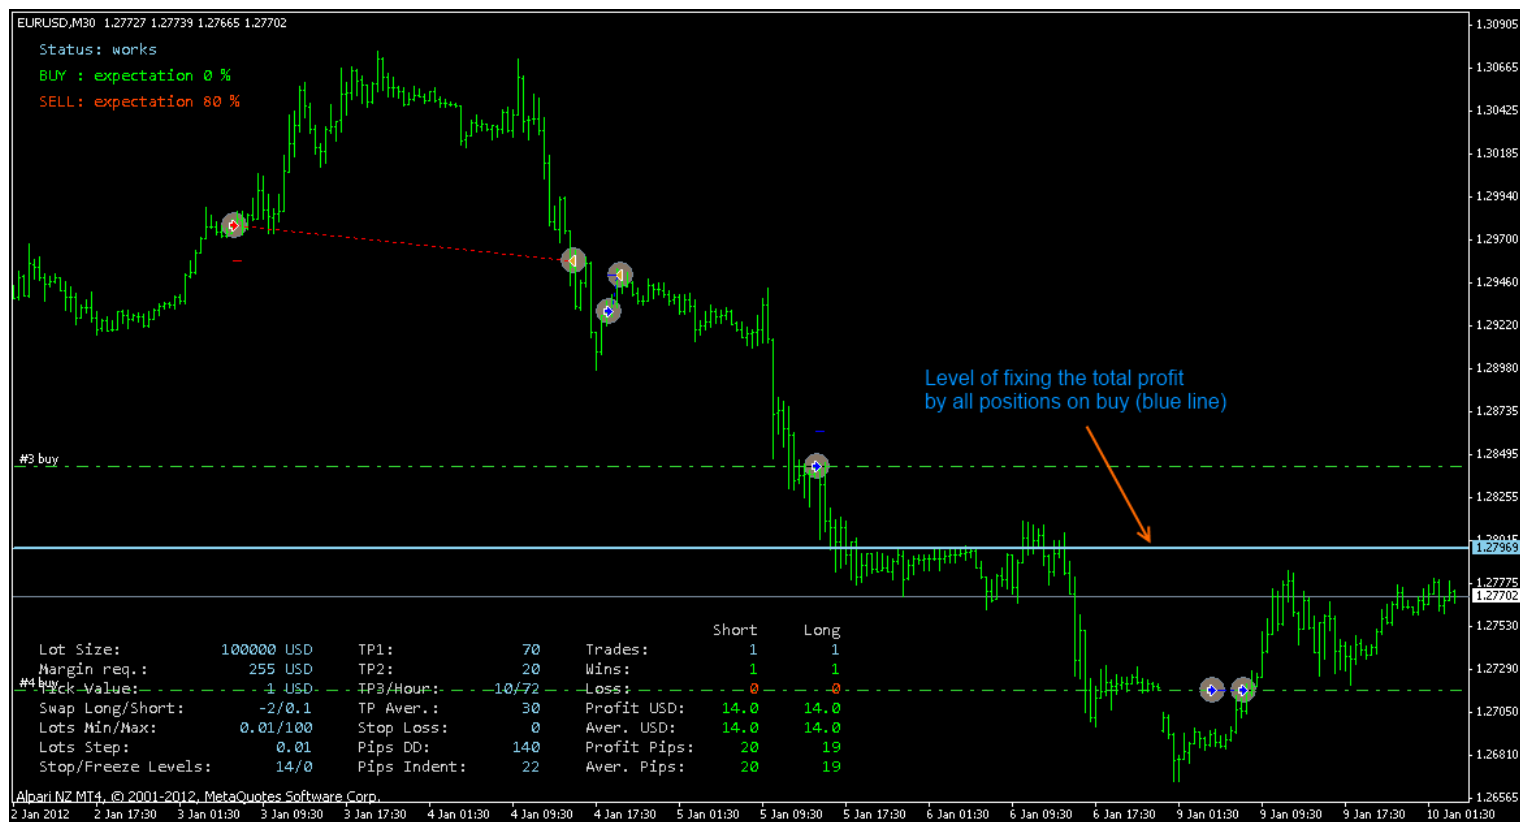 EURUSD,M30 1.27727 1.27739 1.27665 1.27702
Status: works
BUY : expectation 0 %
SELL: expectation 80 %
Level of fixing the total profit
by all positions on buy (blue line)
#3 buy
Short Long
Lot Size: 100000 USD TP1: 70 Trades: 1 1
Margin req.: 255 USD TP2: 20 Wins: 1 1
#4 buy
Tick Value: 1 USD TP3/Hour: 10/72 Loss: 0 0
Swap Long/Short: -2/0.1 TP Aver.: 30 Profit USD: 14.0 14.0
Lots Min/Max: 0.01/100 Stop Loss: 0 Aver. USD: 14.0 14.0
Lots Step: 0.01 Pips DD: 140 Profit Pips: 20 19
Stop/Freeze Levels: 14/0 Pips Indent: 22 Aver. Pips: 20 19
Alpari NZ MT4, © 2001-2012, MetaQuotes Software Corp.
1.30905
1.30665
1.30425
1.30185
1.29940
1.29700
1.29460
1.29220
1.28980
1.28735
1.28495
1.28255
1.28015
1.27969
1.27775
1.27702
1.27530
1.27290
1.27050
1.26810
1.26565
2 Jan 2012 2 Jan 17:30 3 Jan 01:30 3 Jan 09:30 3 Jan 17:30 4 Jan 01:30 4 Jan 09:30 4 Jan 17:30 5 Jan 01:30 5 Jan 09:30 5 Jan 17:30 6 Jan 01:30 6 Jan 09:30 6 Jan 17:30 9 Jan 01:30 9 Jan 09:30 9 Jan 17:30 10 Jan 01:30